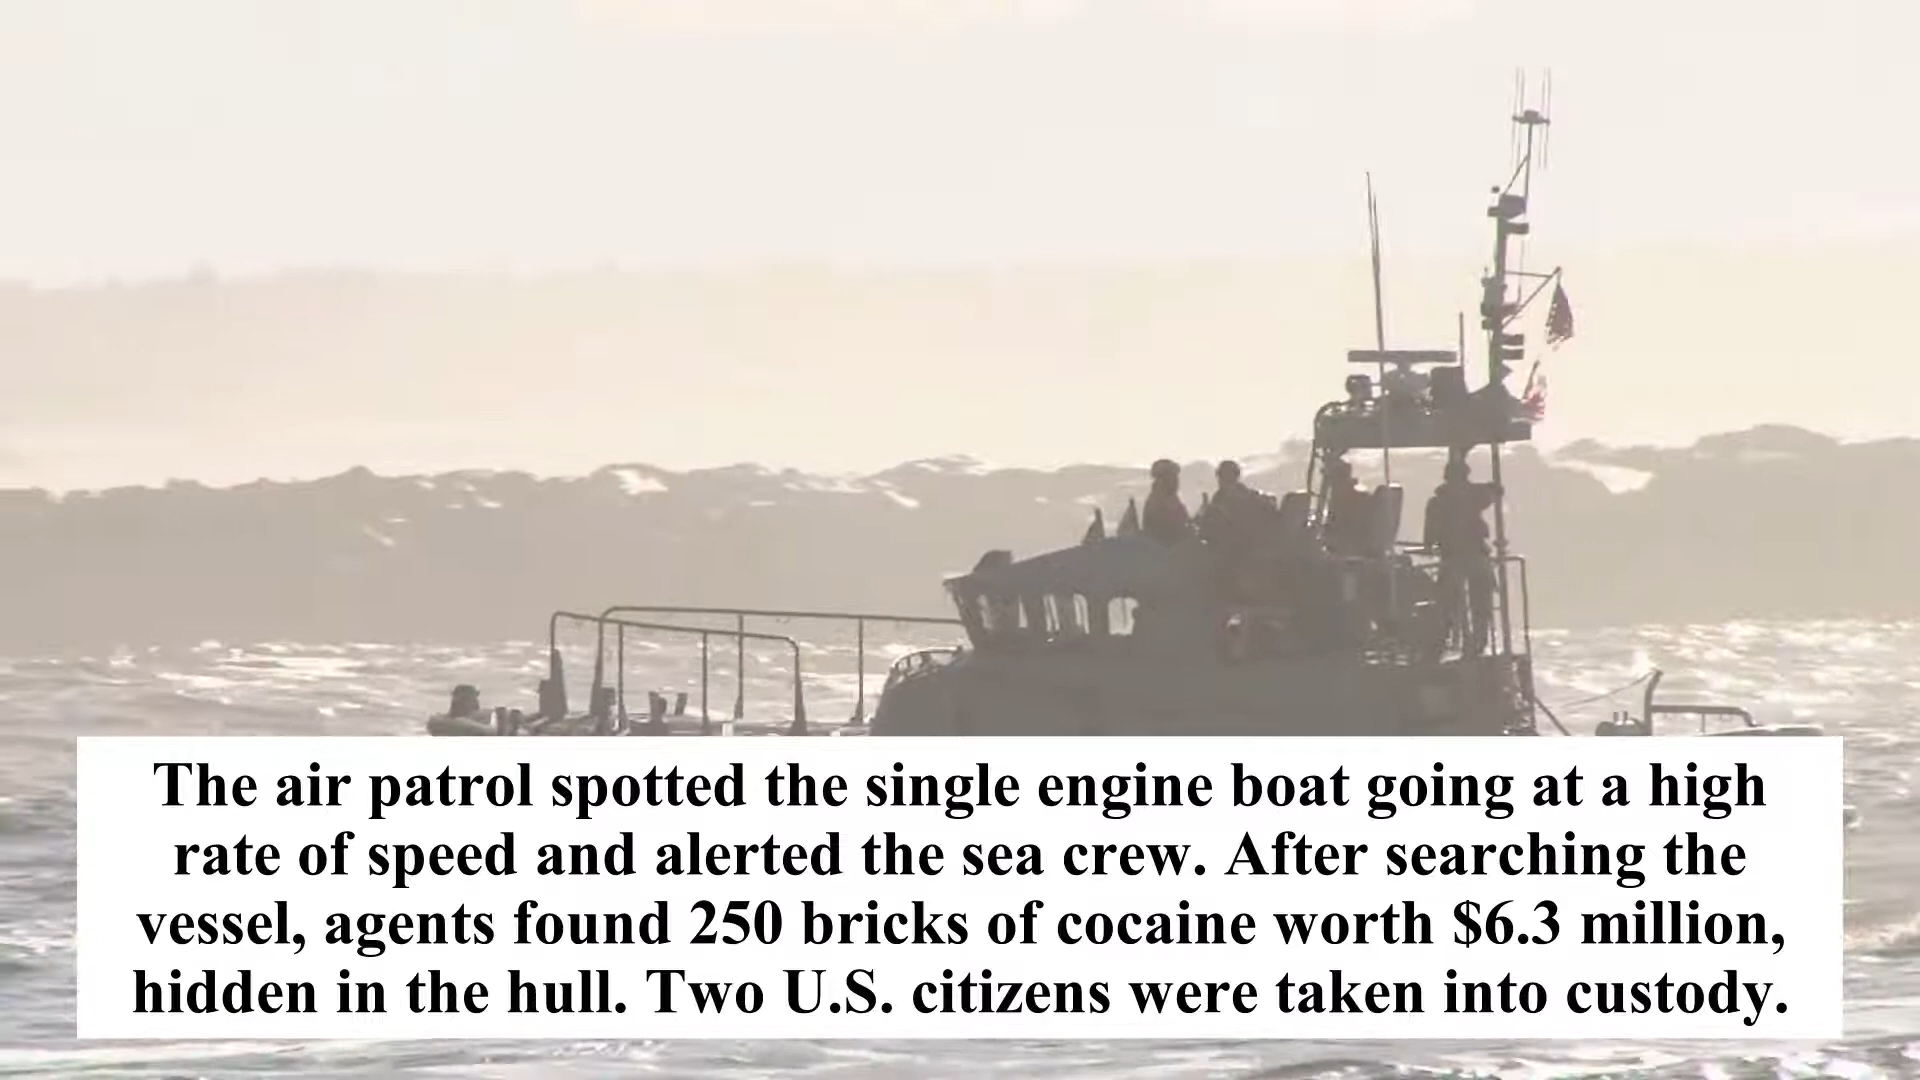 The air patrol spotted the single engine boat going at a high
rate of speed and alerted the sea crew. After searching the
vessel, agents found 250 bricks of cocaine worth $6.3 million,
hidden in the hull. Two U.S. citizens were taken into custody.